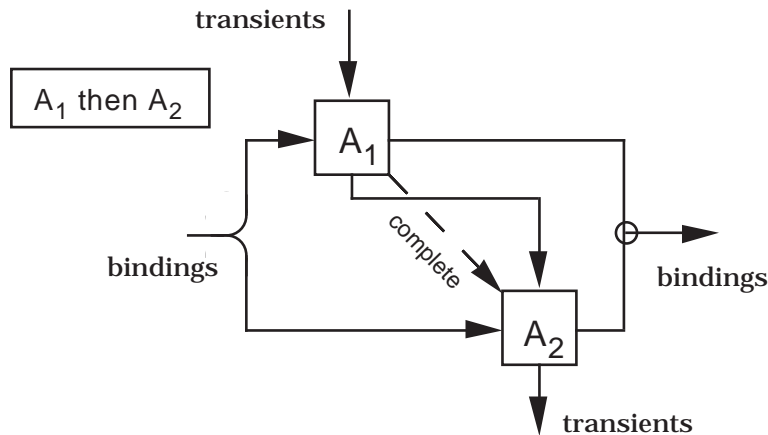 transients
A₁ then A₂
A₁
complete
bindings
bindings
A₂
transients